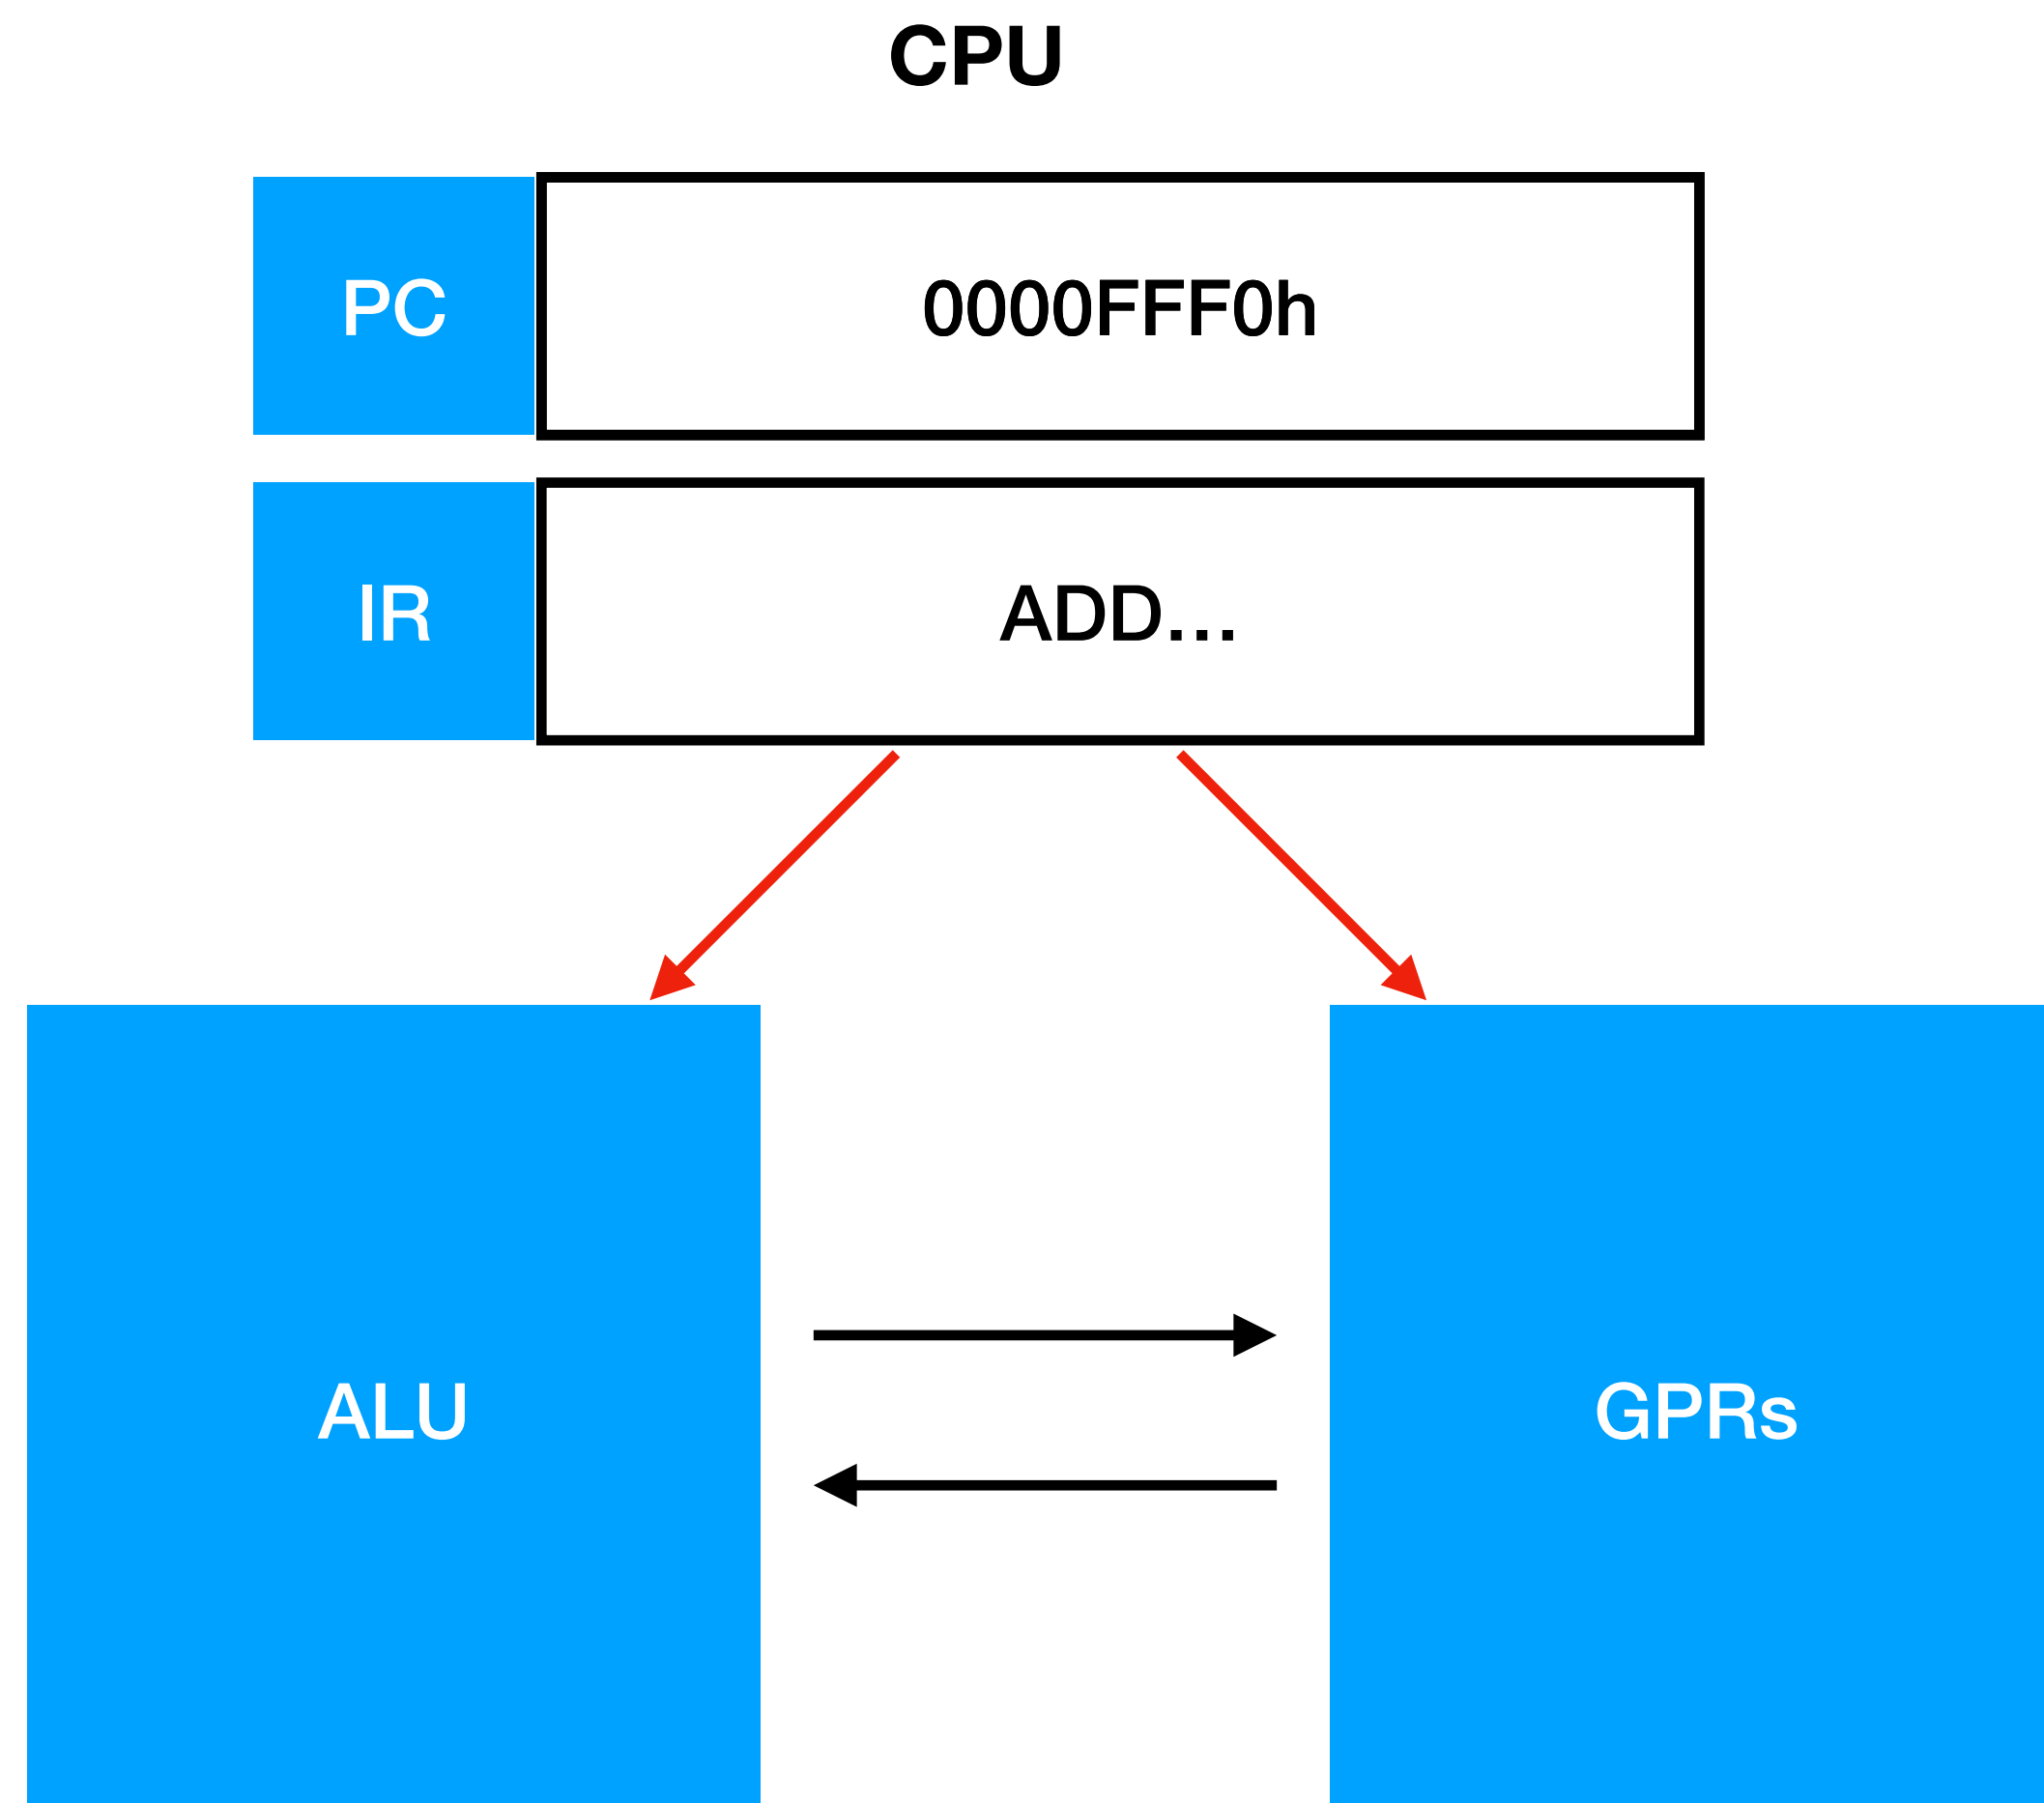 CPU
PC
0000FFF0h
IR
ADD...
ALU
GPRs